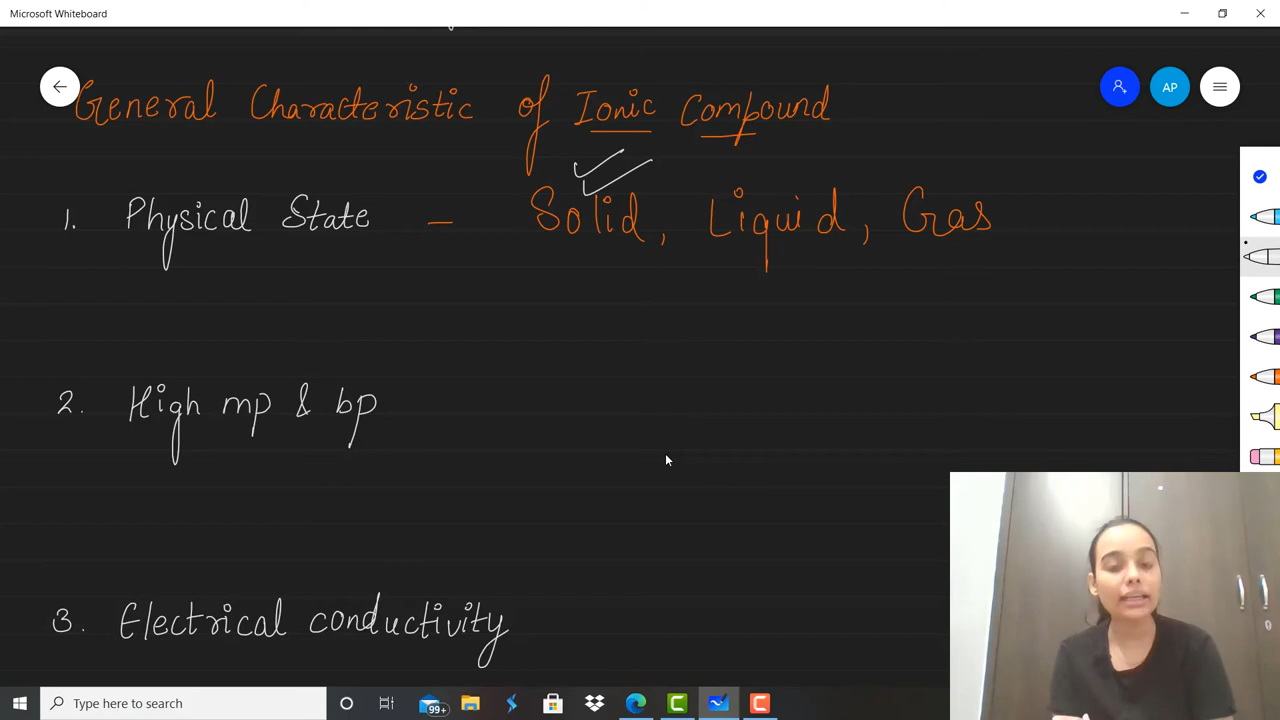 Microsoft Whiteboard
General Characteristic of Ionic Compound
AP
1. Physical State - Solid, Liquid, Gas
2. High mp & bp
3. Electrical conductivity
Type here to search
99+